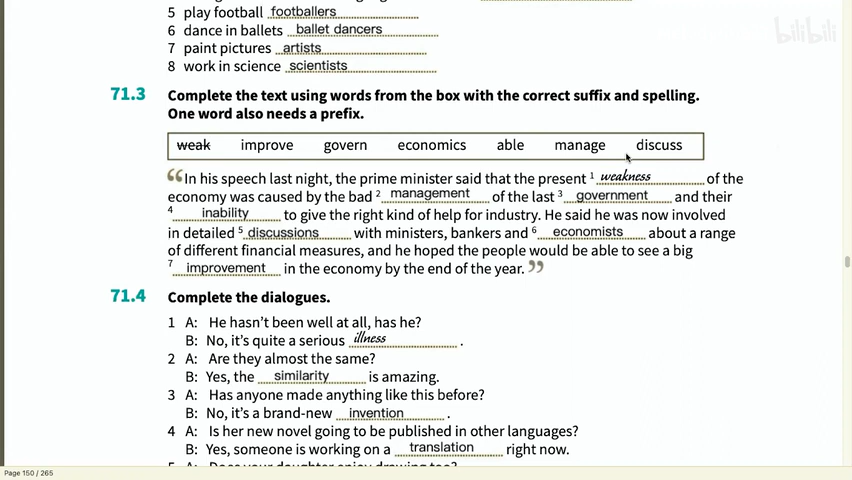 5 play football footballers
6 dance in ballets ballet dancers
7 paint pictures artists
8 work in science scientists
bilibili
71.3 Complete the text using words from the box with the correct suffix and spelling.
One word also needs a prefix.
weak improve govern economics able manage discuss
“In his speech last night, the prime minister said that the present 1 weakness of the
economy was caused by the bad 2 management of the last 3 government and their
4 inability to give the right kind of help for industry. He said he was now involved
in detailed 5 discussions with ministers, bankers and 6 economists about a range
of different financial measures, and he hoped the people would be able to see a big
7 improvement in the economy by the end of the year.”
71.4 Complete the dialogues.
1 A: He hasn't been well at all, has he?
B: No, it's quite a serious illness .
2 A: Are they almost the same?
B: Yes, the similarity is amazing.
3 A: Has anyone made anything like this before?
B: No, it's a brand-new invention .
4 A: Is her new novel going to be published in other languages?
B: Yes, someone is working on a translation right now.
Page 150 / 265